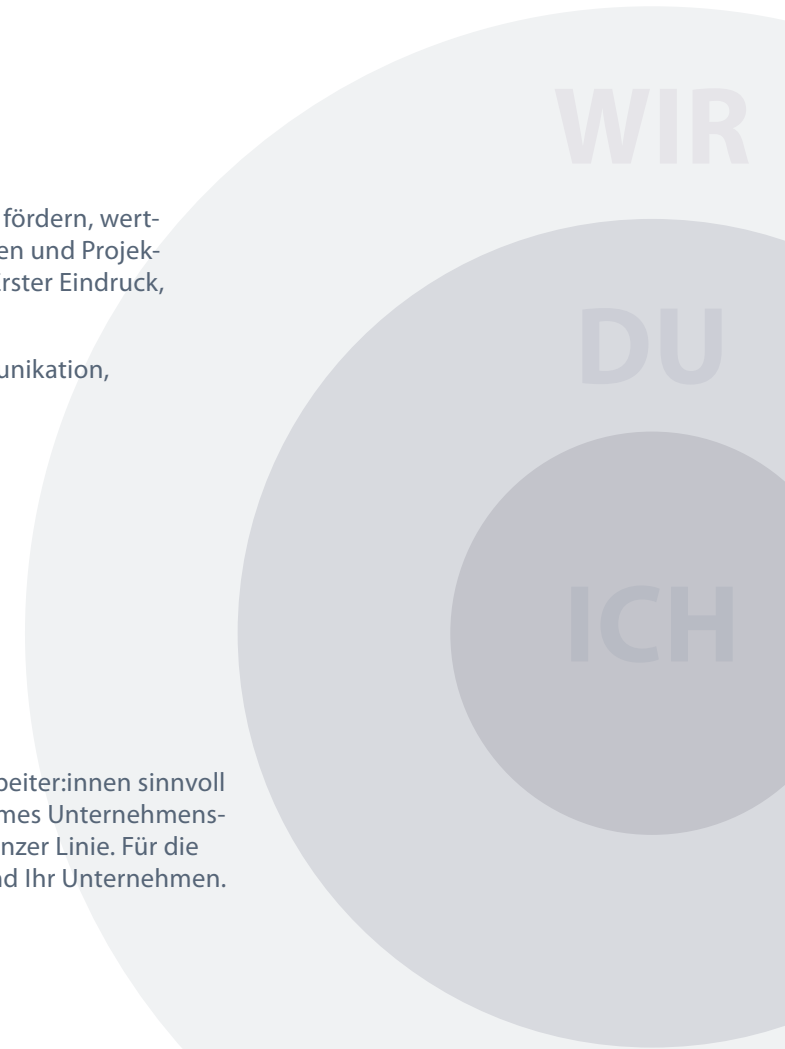 WIR
fördern, wert-
en und Projek-
rster Eindruck,
DU
unikation,
ICH
beiter:innen sinnvoll
mes Unternehmens-
nzer Linie. Für die
d Ihr Unternehmen.